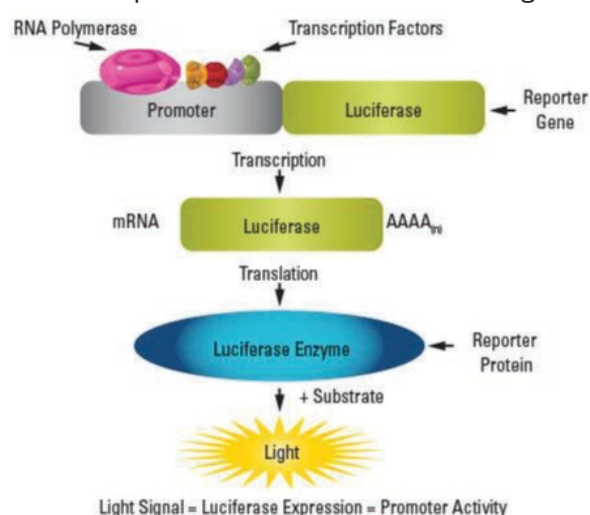 RNA Polymerase
Transcription Factors
Promoter
Luciferase
Reporter
Gene
Transcription
mRNA
Luciferase
AAAA(n)
Translation
Luciferase Enzyme
Reporter
Protein
+ Substrate
Light
Light Signal = Luciferase Expression = Promoter Activity